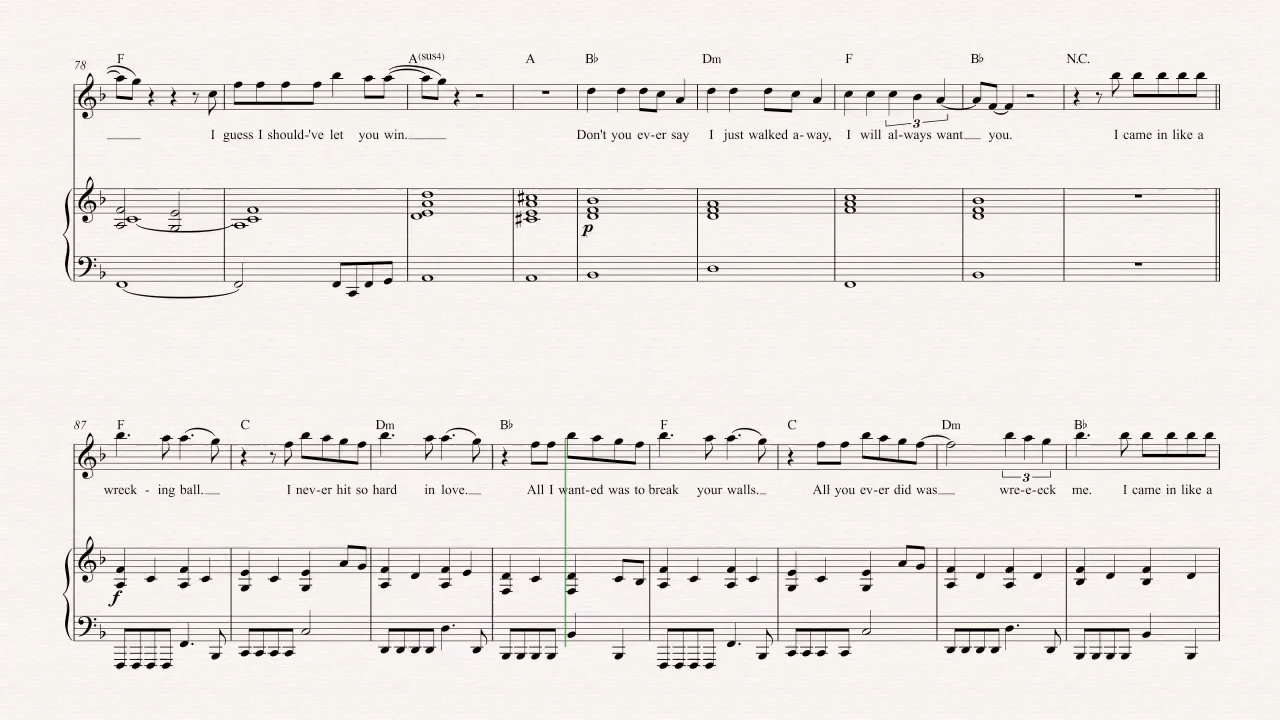 F A(sus4) A B♭ Dm F B♭ N.C.
78
I guess I should-'ve let you win. Don't you ev-er say I just walked a-way, I will al-ways want you. I came in like a
3
p
F C Dm B♭ F C Dm B♭
87
wreck - ing ball. I nev-er hit so hard in love. All I want-ed was to break your walls. All you ev-er did was wre-e-eck me. I came in like a
3
f